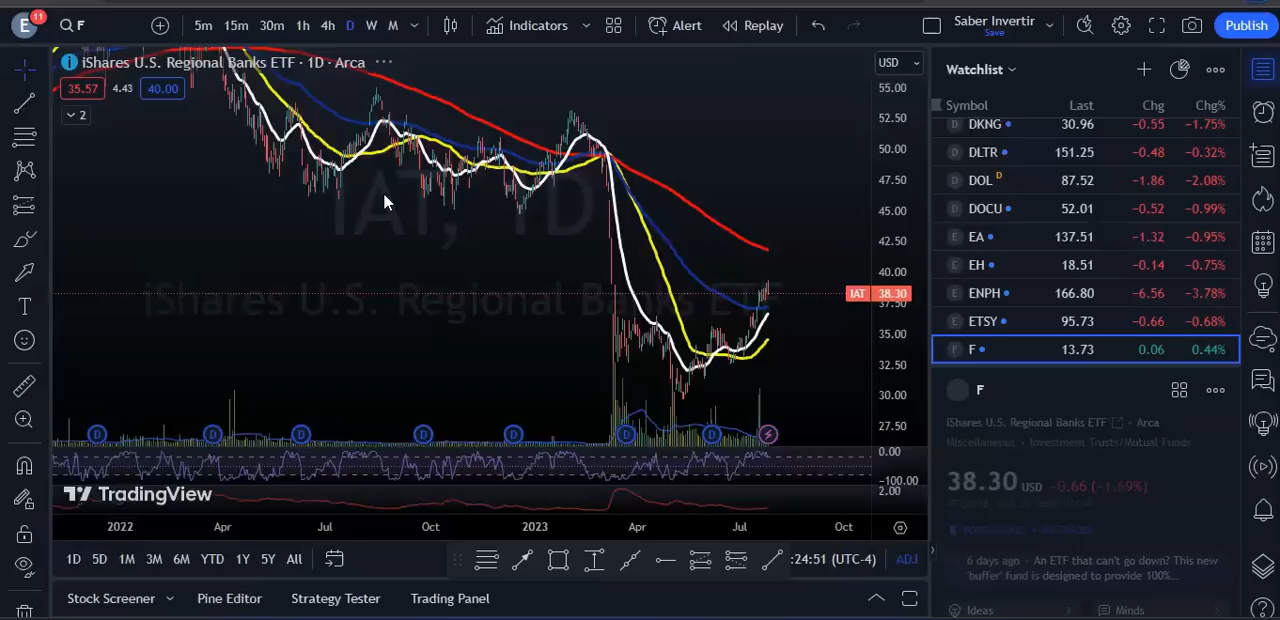 E 11 F 5m 15m 30m 1h 4h D W M Indicators Alert Replay Saber Invertir Save Publish
iShares U.S. Regional Banks ETF · 1D · Arca ··· USD
35.57 4.43 40.00
2
IAT, 1D
iShares U.S. Regional Banks ETF
55.00
52.50
50.00
47.50
45.00
42.50
40.00
IAT 38.30
37.50
35.00
32.50
30.00
27.50
D D D D D D D
0.00
-100.00
2.00
TradingView
2022 Apr Jul Oct 2023 Apr Jul Oct
1D 5D 1M 3M 6M YTD 1Y 5Y All :24:51 (UTC-4) ADJ
Stock Screener Pine Editor Strategy Tester Trading Panel
Watchlist
Symbol Last Chg Chg%
D DKNG 30.96 -0.55 -1.75%
D DLTR 151.25 -0.48 -0.32%
D DOL D 87.52 -1.86 -2.08%
D DOCU 52.01 -0.52 -0.99%
E EA 137.51 -1.32 -0.95%
E EH 18.51 -0.14 -0.75%
E ENPH 166.80 -6.56 -3.78%
E ETSY 95.73 -0.66 -0.68%
F F 13.73 0.06 0.44%
F
iShares U.S. Regional Banks ETF · Arca
Miscellaneous · Investment Trusts/Mutual Funds
38.30 USD -0.66 (-1.69%)
6 days ago · An ETF that can't go down? This new
'buffer' fund is designed to provide 100%...
Ideas Minds